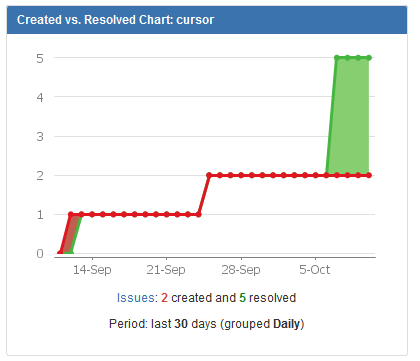 Created vs. Resolved Chart: cursor
5
4
3
2
1
0
14-Sep 21-Sep 28-Sep 5-Oct
Issues: 2 created and 5 resolved
Period: last 30 days (grouped Daily)